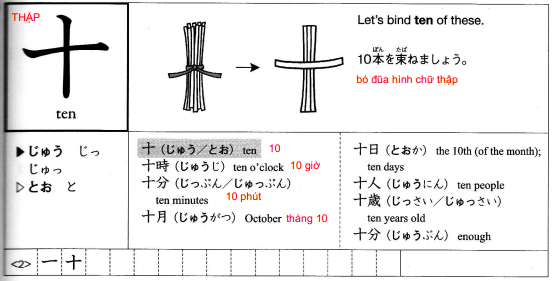 THẬP
十
ten
Let's bind ten of these.
10本を束ねましょう。
ぽん たば
bó đũa hình chữ thập
▶じゅう じっ
じゅっ
▷とお と
十（じゅう／とお） ten 10
十時（じゅうじ） ten o'clock 10 giờ
十分（じっぷん／じゅっぷん）
ten minutes 10 phút
十月（じゅうがつ） October tháng 10
十日（とおか） the 10th (of the month);
ten days
十人（じゅうにん） ten people
十歳（じっさい／じゅっさい）
ten years old
十分（じゅうぶん） enough
<2> 一 十